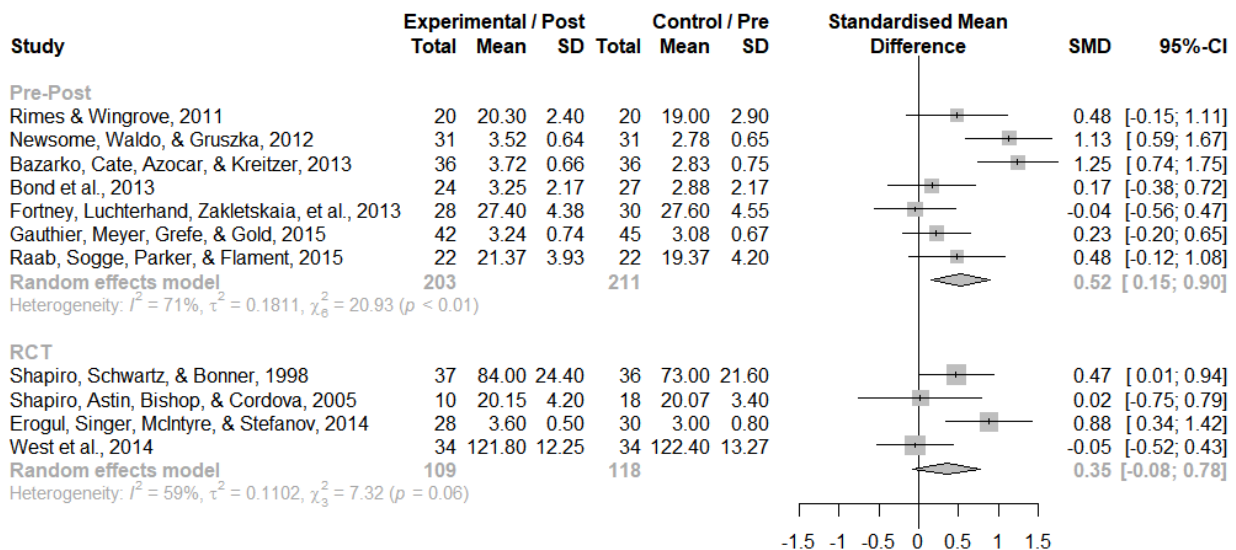 Experimental / Post Control / Pre Standardised Mean
Study Total Mean SD Total Mean SD Difference SMD 95%-CI
Pre-Post
Rimes & Wingrove, 2011 20 20.30 2.40 20 19.00 2.90 0.48 [-0.15; 1.11]
Newsome, Waldo, & Gruszka, 2012 31 3.52 0.64 31 2.78 0.65 1.13 [0.59; 1.67]
Bazarko, Cate, Azocar, & Kreitzer, 2013 36 3.72 0.66 36 2.83 0.75 1.25 [0.74; 1.75]
Bond et al., 2013 24 3.25 2.17 27 2.88 2.17 0.17 [-0.38; 0.72]
Fortney, Luchterhand, Zakletskaia, et al., 2013 28 27.40 4.38 30 27.60 4.55 -0.04 [-0.56; 0.47]
Gauthier, Meyer, Grefe, & Gold, 2015 42 3.24 0.74 45 3.08 0.67 0.23 [-0.20; 0.65]
Raab, Sogge, Parker, & Flament, 2015 22 21.37 3.93 22 19.37 4.20 0.48 [-0.12; 1.08]
Random effects model 203 211 0.52 [ 0.15; 0.90]
Heterogeneity: I² = 71%, τ² = 0.1811, χ²₆ = 20.93 (p < 0.01)
RCT
Shapiro, Schwartz, & Bonner, 1998 37 84.00 24.40 36 73.00 21.60 0.47 [ 0.01; 0.94]
Shapiro, Astin, Bishop, & Cordova, 2005 10 20.15 4.20 18 20.07 3.40 0.02 [-0.75; 0.79]
Erogul, Singer, McIntyre, & Stefanov, 2014 28 3.60 0.50 30 3.00 0.80 0.88 [ 0.34; 1.42]
West et al., 2014 34 121.80 12.25 34 122.40 13.27 -0.05 [-0.52; 0.43]
Random effects model 109 118 0.35 [-0.08; 0.78]
Heterogeneity: I² = 59%, τ² = 0.1102, χ²₃ = 7.32 (p = 0.06)
-1.5 -1 -0.5 0 0.5 1 1.5